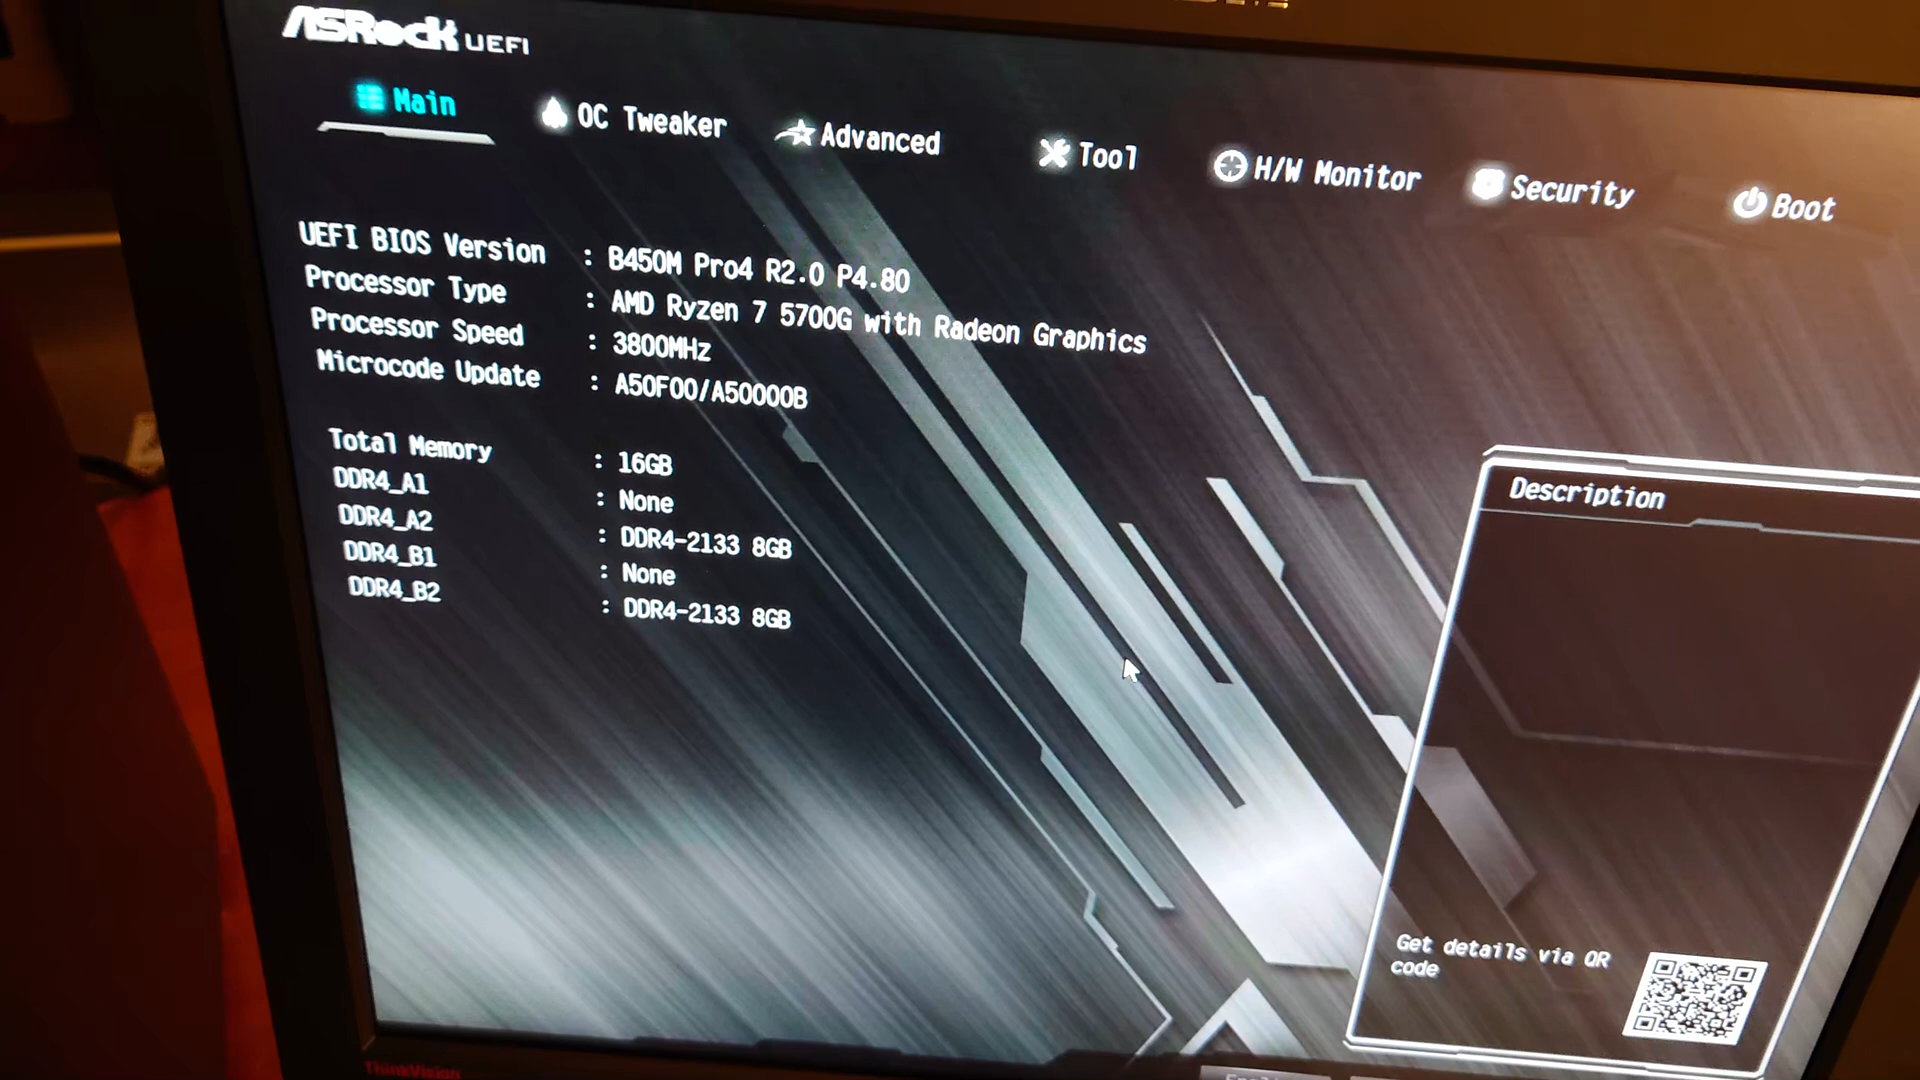 ASRock UEFI
Main OC Tweaker Advanced Tool H/W Monitor Security Boot
UEFI BIOS Version : B450M Pro4 R2.0 P4.80
Processor Type : AMD Ryzen 7 5700G with Radeon Graphics
Processor Speed : 3800MHz
Microcode Update : A50F00/A50000B
Total Memory : 16GB
DDR4_A1 : None
DDR4_A2 : DDR4-2133 8GB
DDR4_B1 : None
DDR4_B2 : DDR4-2133 8GB
Description
Get details via QR
code
ThinkVision